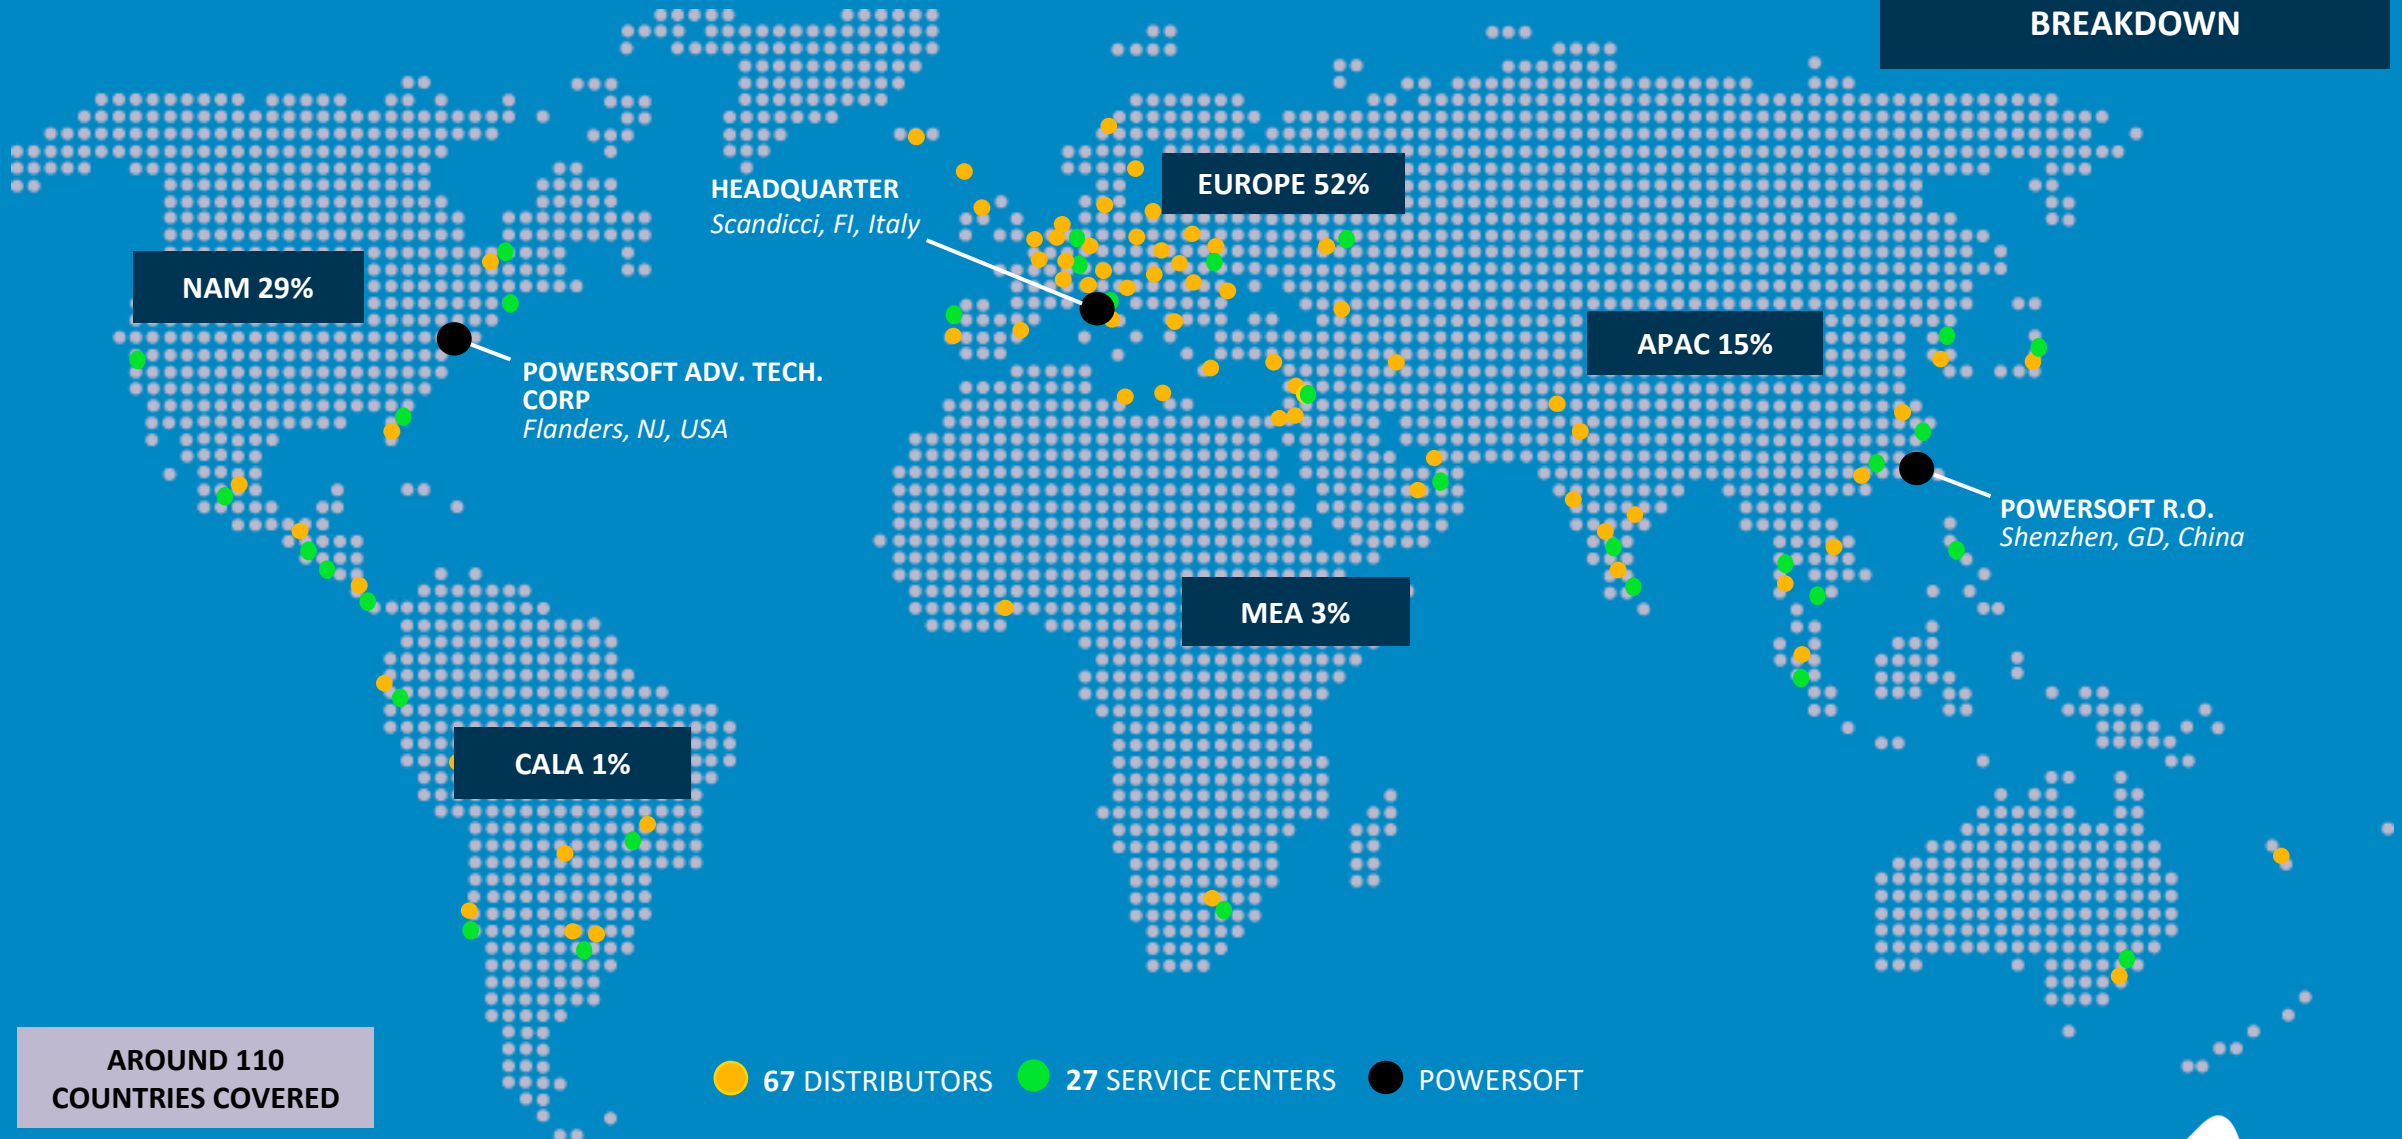 BREAKDOWN
HEADQUARTER
Scandicci, FI, Italy
EUROPE 52%
NAM 29%
POWERSOFT ADV. TECH.
CORP
Flanders, NJ, USA
APAC 15%
POWERSOFT R.O.
Shenzhen, GD, China
MEA 3%
CALA 1%
AROUND 110
COUNTRIES COVERED
67 DISTRIBUTORS
27 SERVICE CENTERS
POWERSOFT